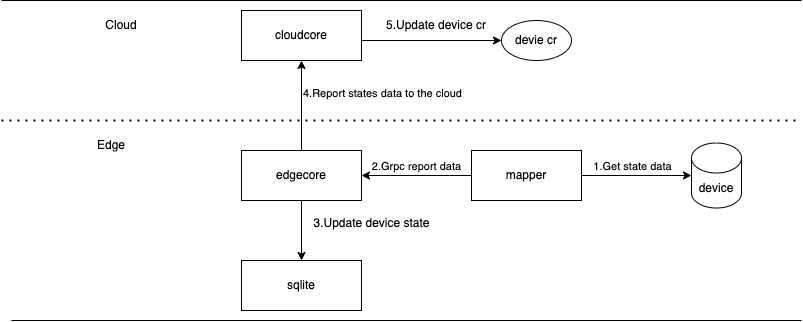 Cloud
cloudcore
5.Update device cr
devie cr
4.Report states data to the cloud
Edge
edgecore
2.Grpc report data
mapper
1.Get state data
device
3.Update device state
sqlite